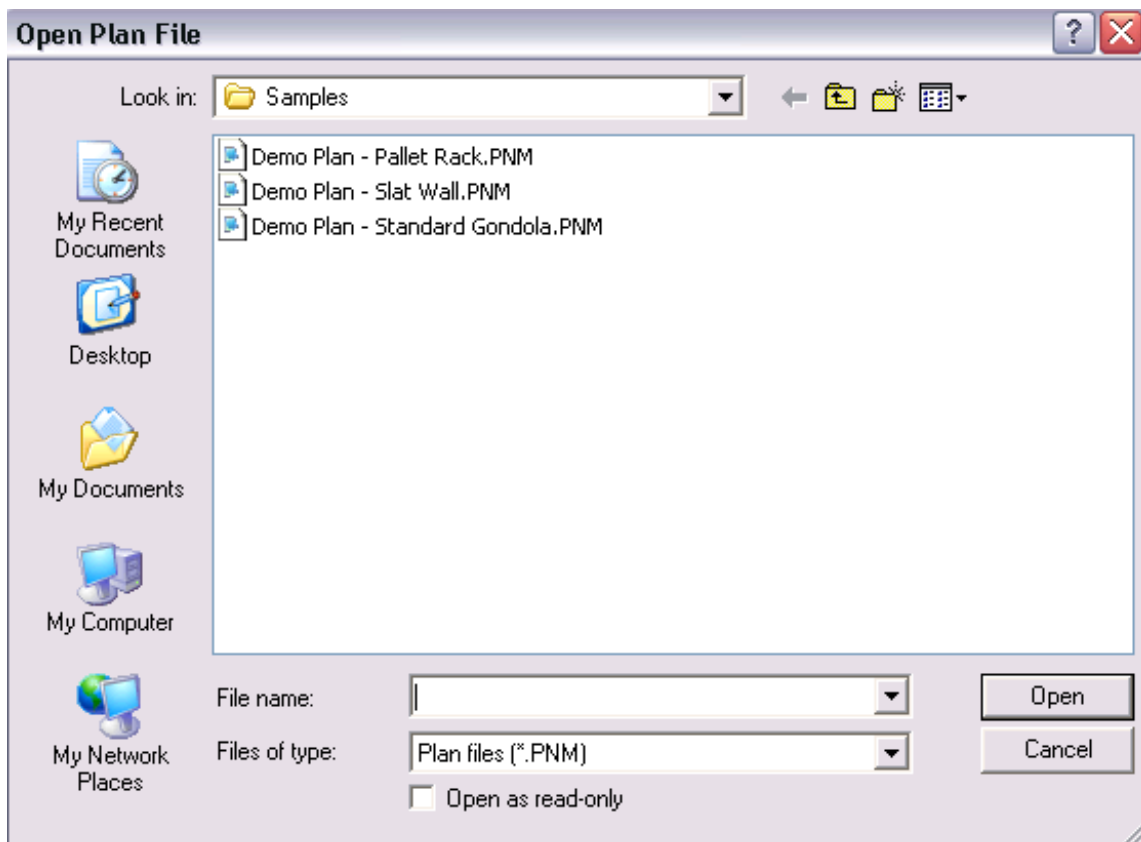 Open Plan File
Look in: Samples
Demo Plan - Pallet Rack.PNM
Demo Plan - Slat Wall.PNM
Demo Plan - Standard Gondola.PNM
My Recent
Documents
Desktop
My Documents
My Computer
My Network
Places
File name:
Open
Files of type: Plan files (*.PNM)
Cancel
Open as read-only